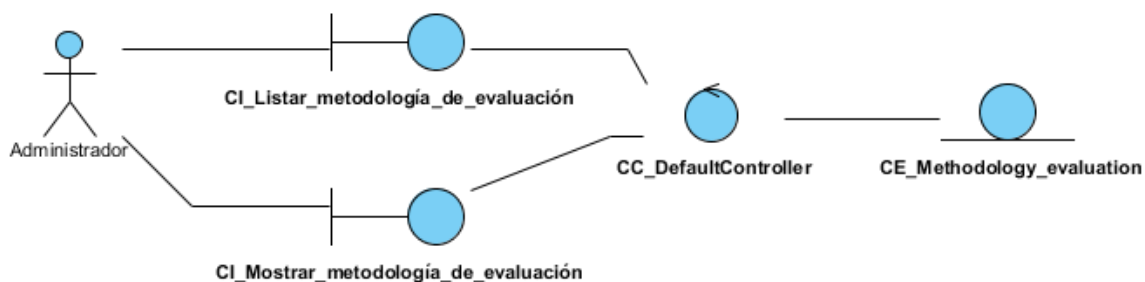 CI_Listar_metodología_de_evaluación
Administrador
CC_DefaultController
CE_Methodology_evaluation
CI_Mostrar_metodología_de_evaluación